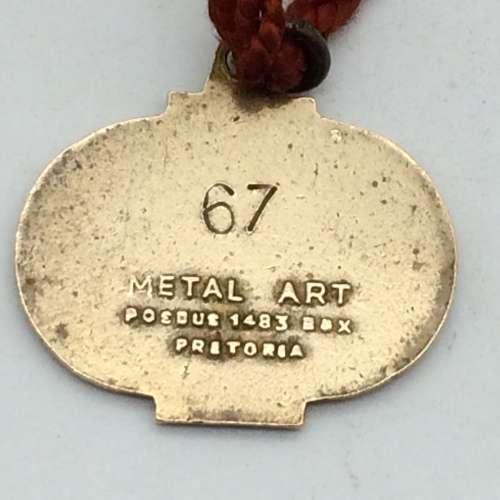 67
METAL ART
POSBUS 1483 BOX
PRETORIA